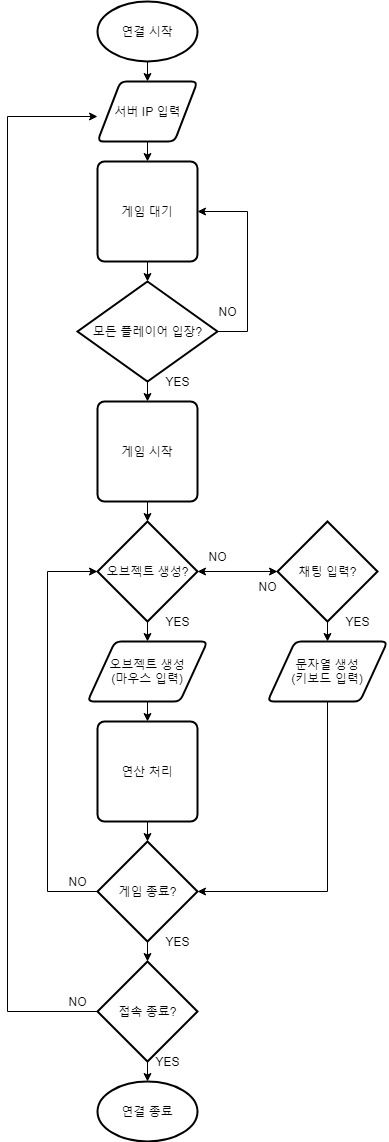 연결 시작
서버 IP 입력
게임 대기
NO
모든 플레이어 입장?
YES
게임 시작
오브젝트 생성?
NO
NO
채팅 입력?
YES
YES
오브젝트 생성
(마우스 입력)
문자열 생성
(키보드 입력)
연산 처리
NO
게임 종료?
YES
NO
접속 종료?
YES
연결 종료